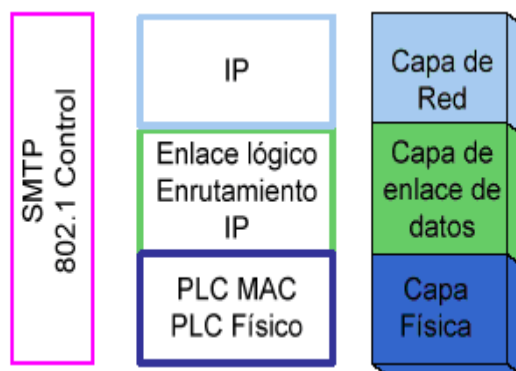 SMTP
802.1 Control
IP
Enlace lógico
Enrutamiento
IP
PLC MAC
PLC Físico
Capa de
Red
Capa de
enlace de
datos
Capa
Física